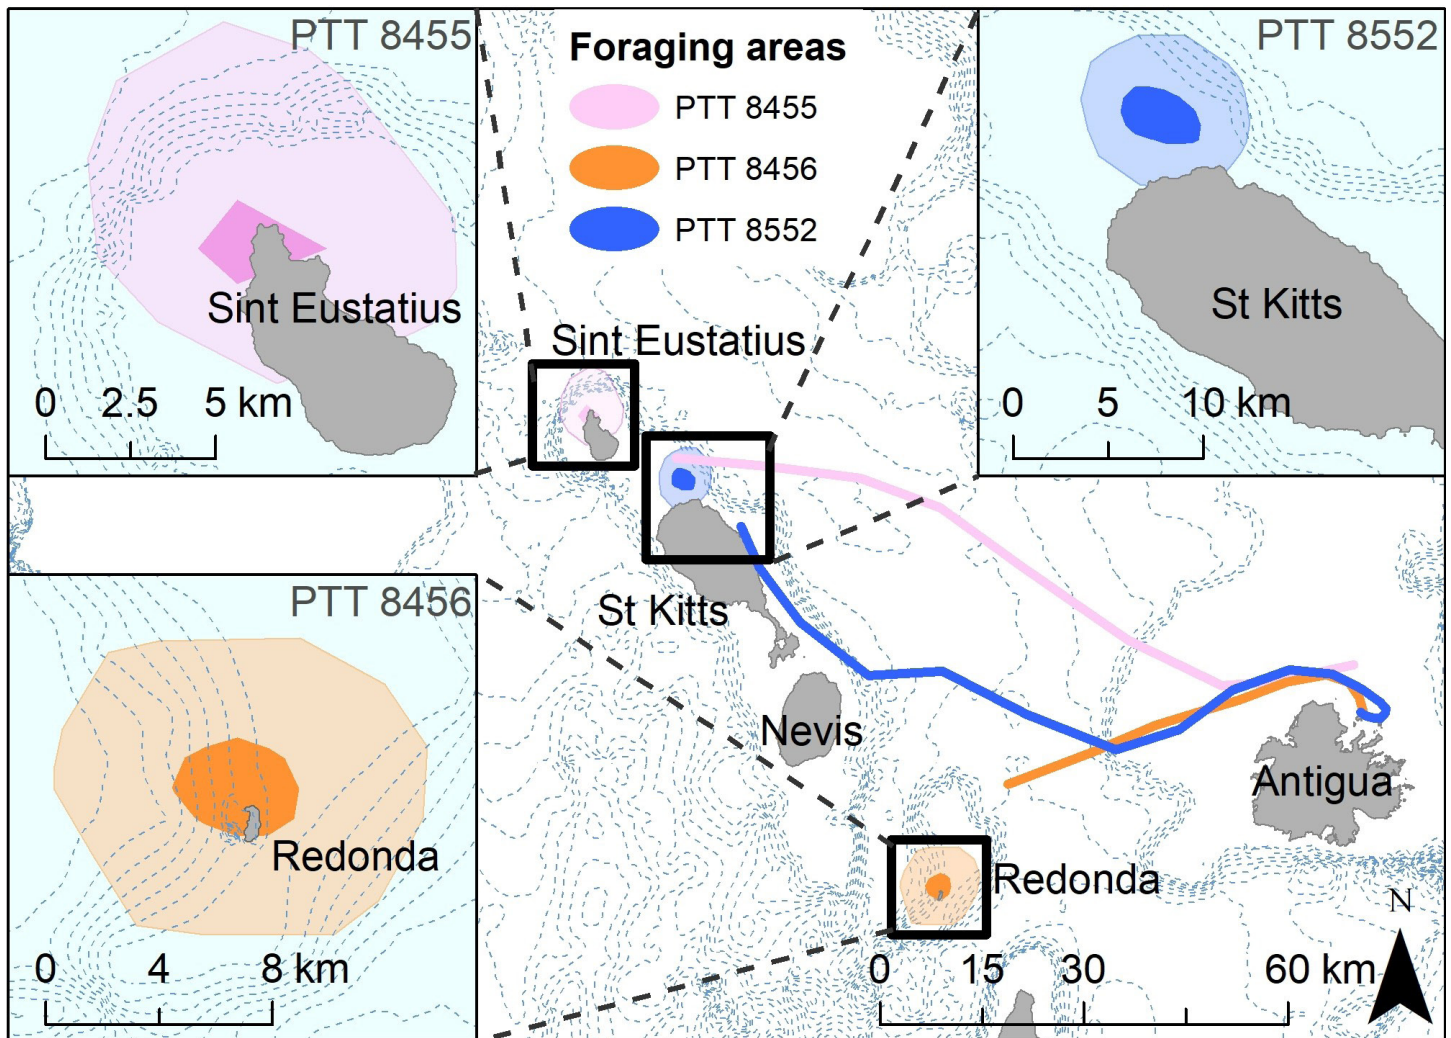 PTT 8455
Sint Eustatius
0 2.5 5 km
Foraging areas
PTT 8455
PTT 8456
PTT 8552
PTT 8552
St Kitts
0 5 10 km
Sint Eustatius
St Kitts
Nevis
Antigua
Redonda
PTT 8456
Redonda
0 4 8 km
N
0 15 30 60 km